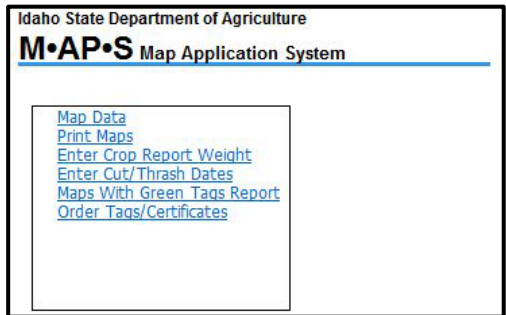 Idaho State Department of Agriculture
M•AP•S Map Application System
Map Data
Print Maps
Enter Crop Report Weight
Enter Cut/Thrash Dates
Maps With Green Tags Report
Order Tags/Certificates